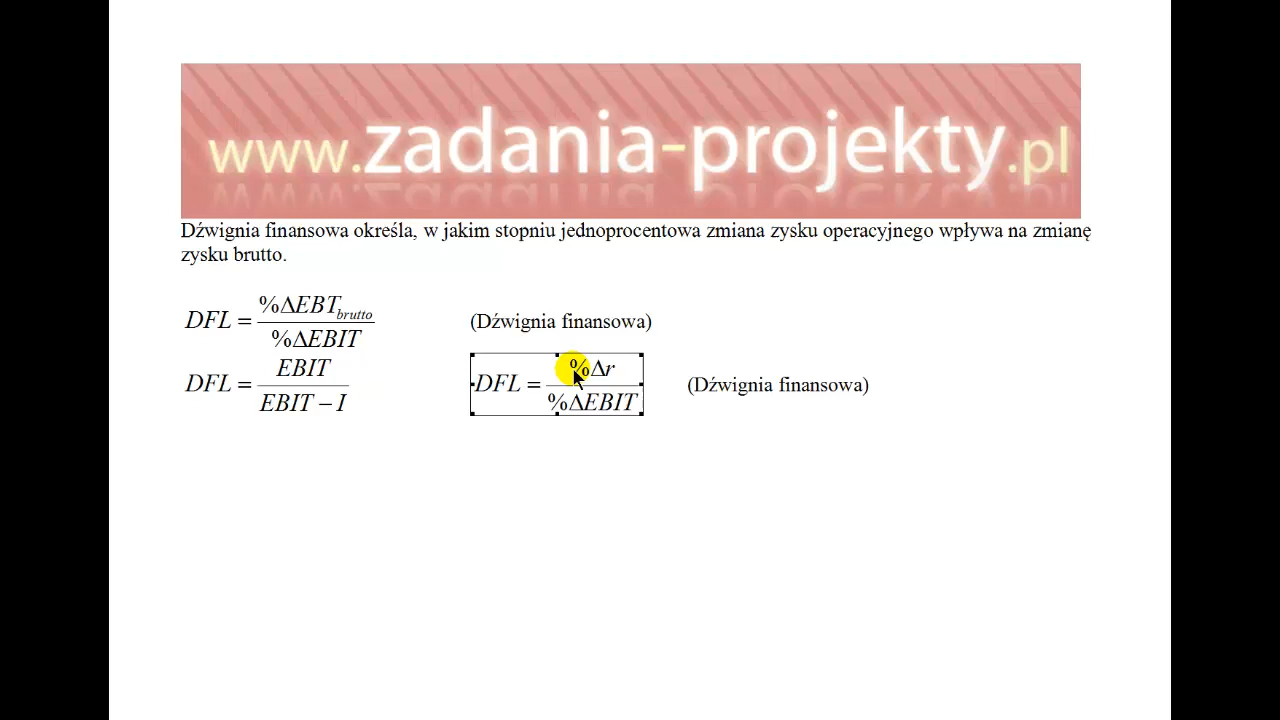 www.zadania-projekty.pl
Dźwignia finansowa określa, w jakim stopniu jednoprocentowa zmiana zysku operacyjnego wpływa na zmianę
zysku brutto.
DFL = %ΔEBT_brutto / %ΔEBIT (Dźwignia finansowa)
DFL = EBIT / EBIT − I DFL = %Δr / %ΔEBIT (Dźwignia finansowa)